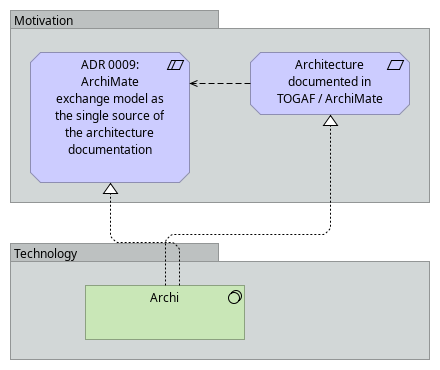 Motivation
ADR 0009:
ArchiMate
exchange model as
the single source of
the architecture
documentation
Architecture
documented in
TOGAF / ArchiMate
Technology
Archi